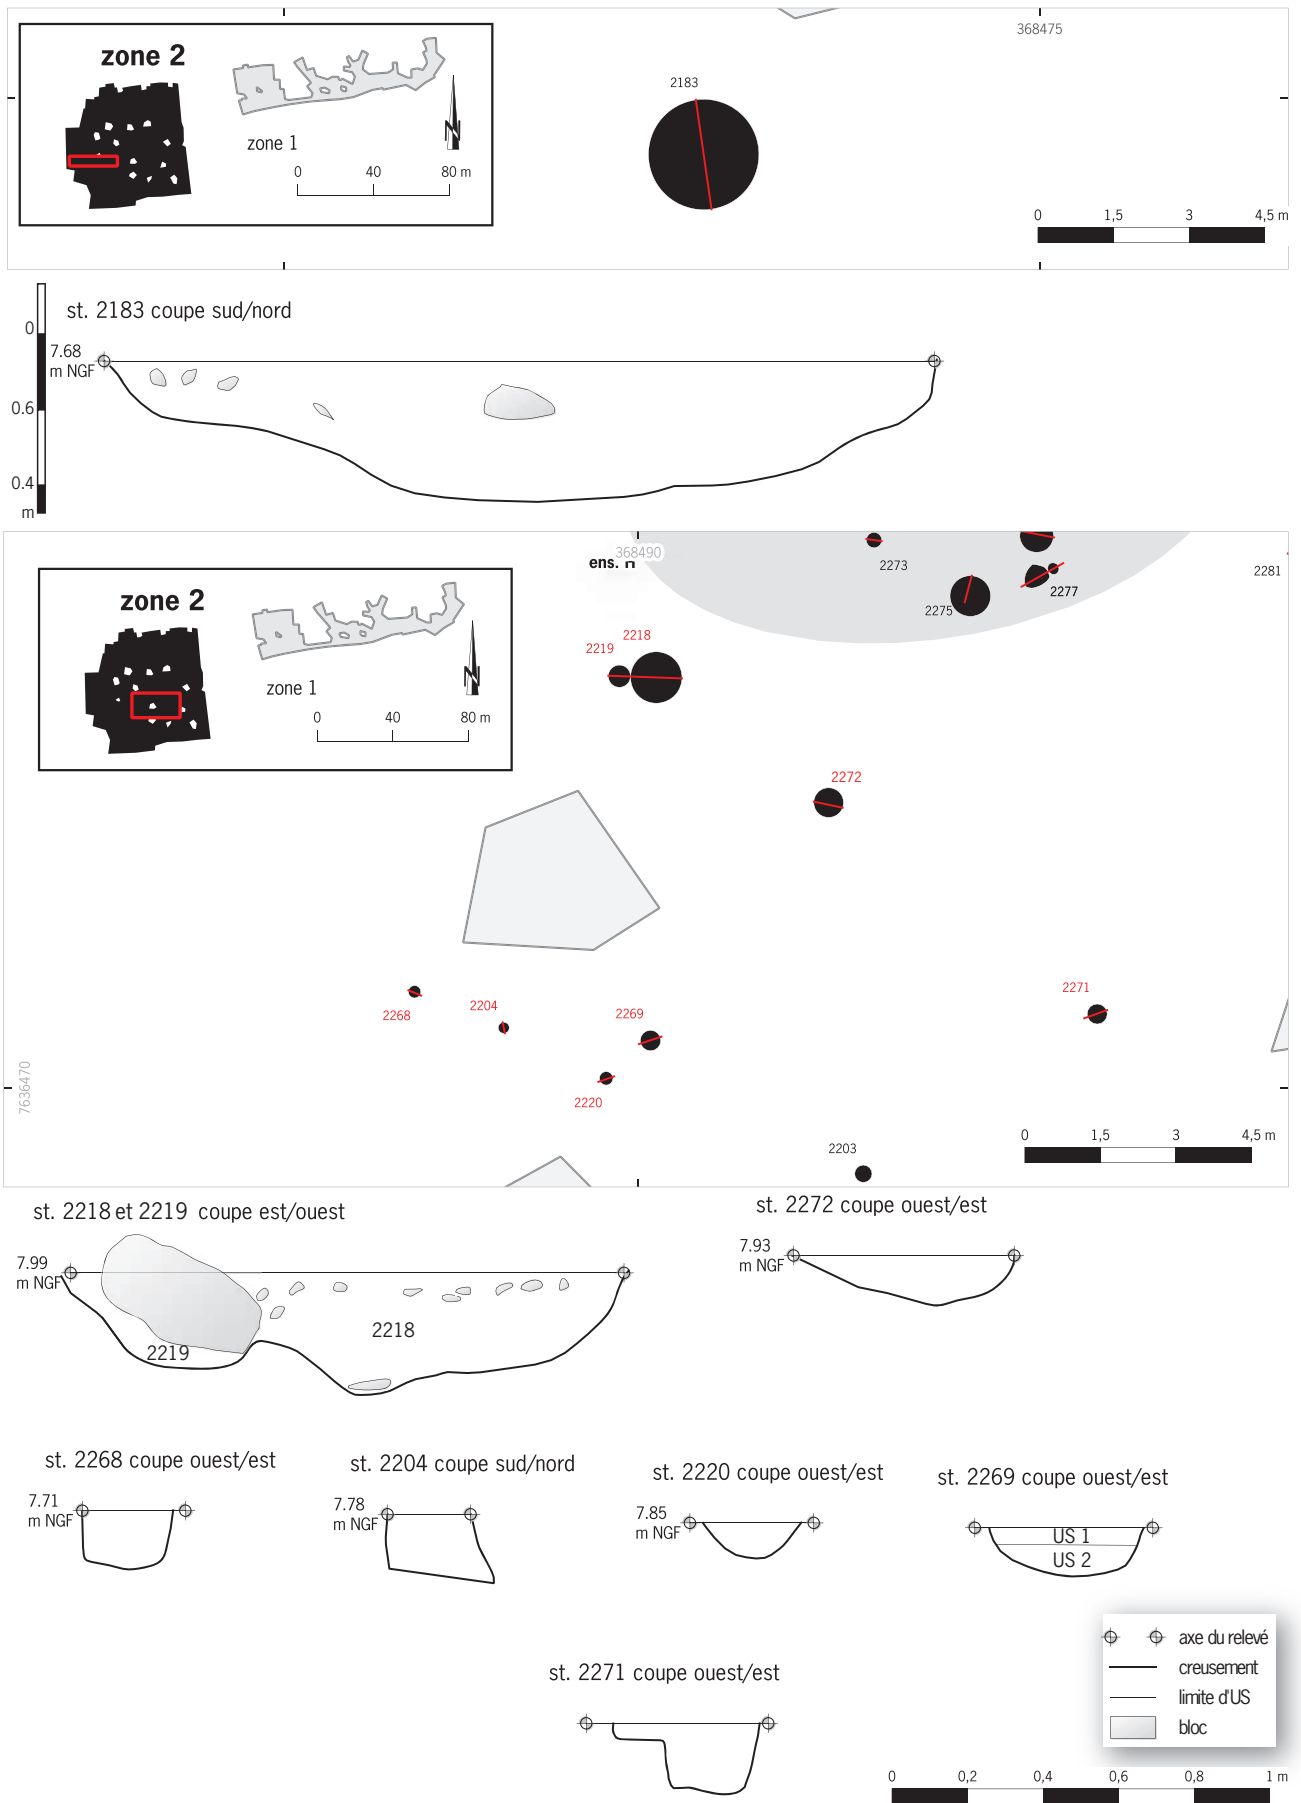 368475
zone 2
2183
zone 1
N
0 40 80 m
0 1,5 3 4,5 m
st. 2183 coupe sud/nord
0
7.68
m NGF
0.6
0.4
m
368490
ens. H
2273
2281
2277
2275
zone 2
2218
2219
zone 1
N
0 40 80 m
2272
2271
2268
2204
2269
7636470
2220
0 1,5 3 4,5 m
2203
st. 2218 et 2219 coupe est/ouest
st. 2272 coupe ouest/est
7.99
m NGF
7.93
m NGF
2218
2219
st. 2268 coupe ouest/est
st. 2204 coupe sud/nord
st. 2220 coupe ouest/est
st. 2269 coupe ouest/est
7.71
m NGF
7.78
m NGF
7.85
m NGF
US 1
US 2
axe du relevé
creusement
limite d'US
bloc
st. 2271 coupe ouest/est
0 0,2 0,4 0,6 0,8 1 m